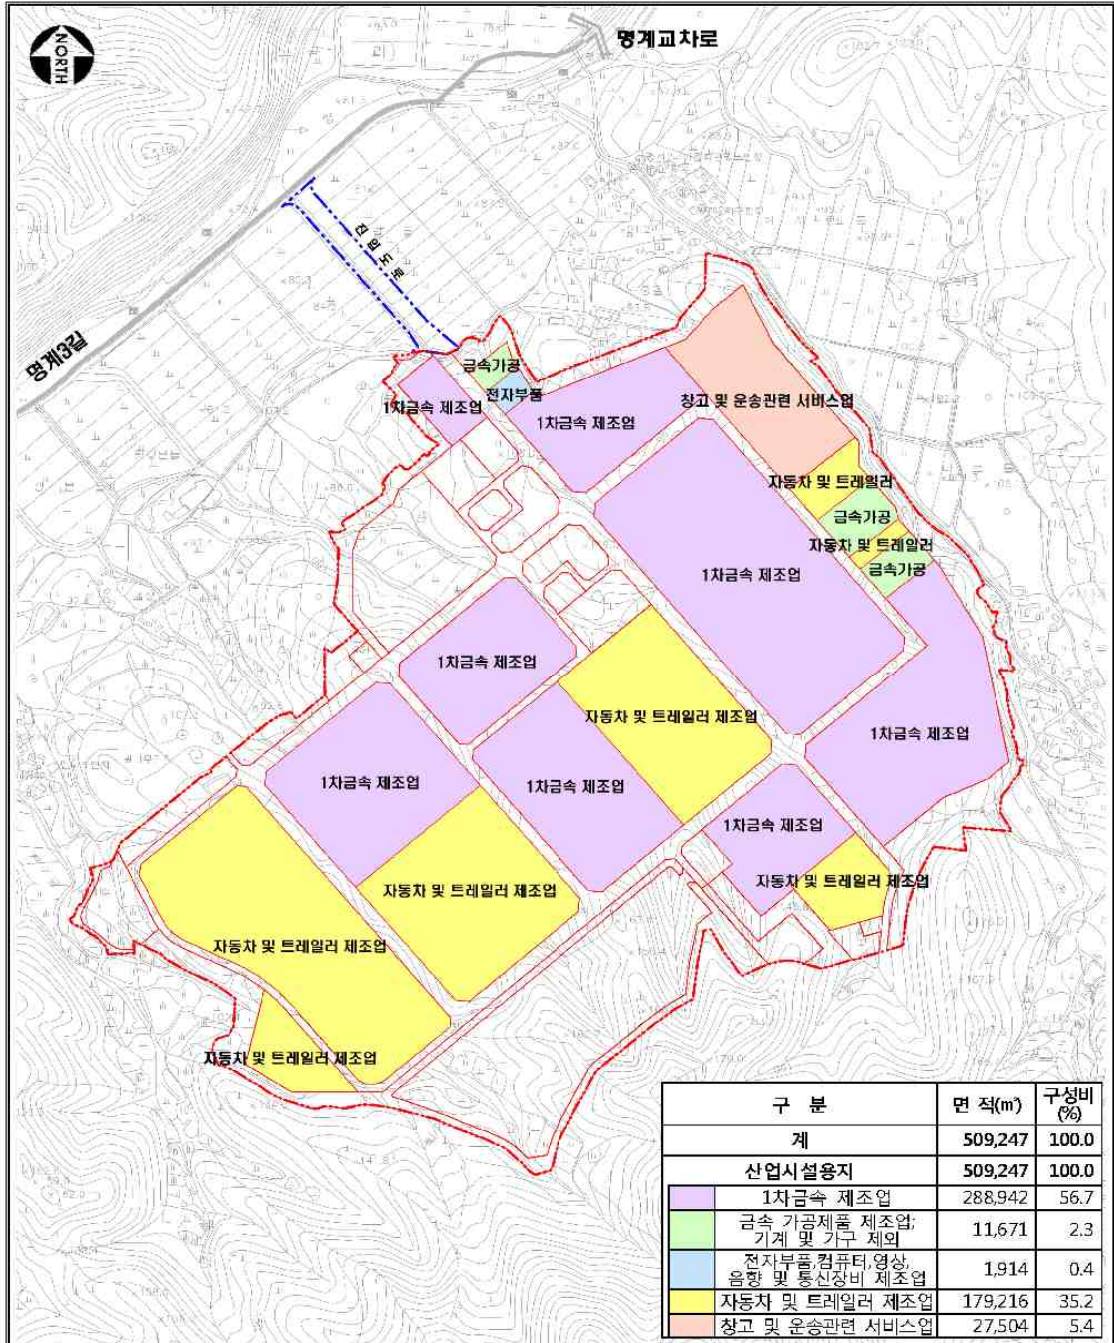 NORTH
명계교차로
진입도로
명계3길
금속가공
전자부품
1차금속 제조업
1차금속 제조업
창고 및 운송관련 서비스업
자동차 및 트레일러
금속가공
자동차 및 트레일러
금속가공
1차금속 제조업
1차금속 제조업
자동차 및 트레일러 제조업
1차금속 제조업
1차금속 제조업
1차금속 제조업
1차금속 제조업
자동차 및 트레일러 제조업
자동차 및 트레일러 제조업
자동차 및 트레일러 제조업
자동차 및 트레일러 제조업
구 분 면 적(㎡) 구성비
(%)
계 509,247 100.0
산업시설용지 509,247 100.0
1차금속 제조업 288,942 56.7
금속 가공제품 제조업;
기계 및 가구 제외 11,671 2.3
전자부품,컴퓨터,영상,
음향 및 통신장비 제조업 1,914 0.4
자동차 및 트레일러 제조업 179,216 35.2
창고 및 운송관련 서비스업 27,504 5.4